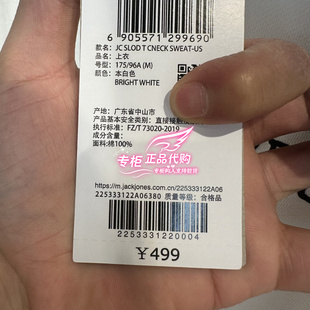 6 905571 299690
款名: JC SLOD T CNECK SWEAT-US
品名: 上衣
号型: 175/96A (M)
颜色: 本白色
BRIGHT WHITE
产地: 广东省中山市
产品基本安全类别: 直接接触皮
执行标准: FZ/T 73020-2019
成分含量:
面料:棉100%
专柜 正品代购
https://m.jackjones.com.cn/225333122A06
225333122A06380 质量等级: 合格品
2253331220004
￥499